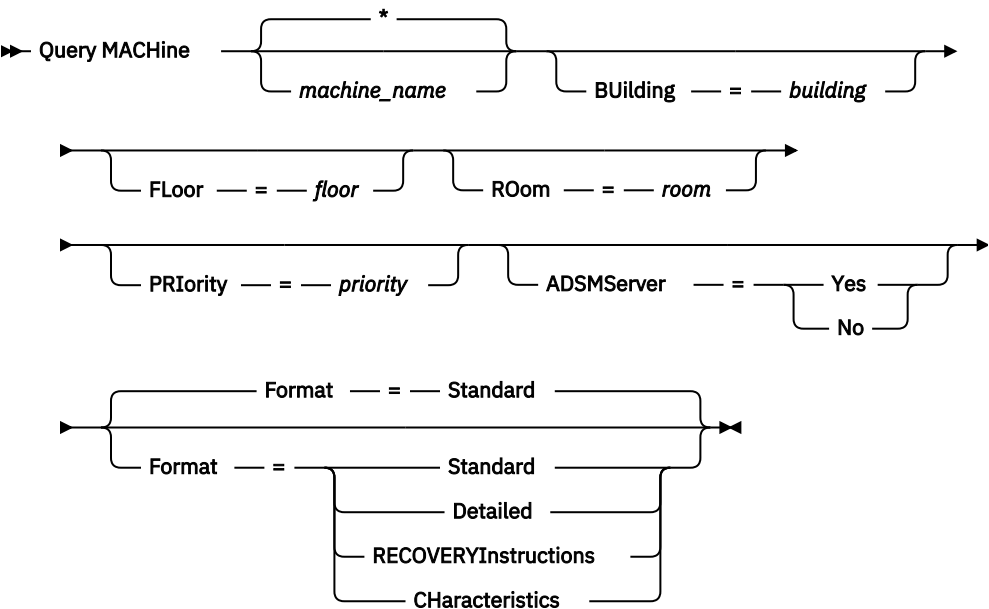 *
Query MACHine
machine_name
BUilding = building
FLoor = floor
ROom = room
PRIority = priority
ADSMServer = Yes
No
Format = Standard
Format = Standard
Detailed
RECOVERYInstructions
CHaracteristics